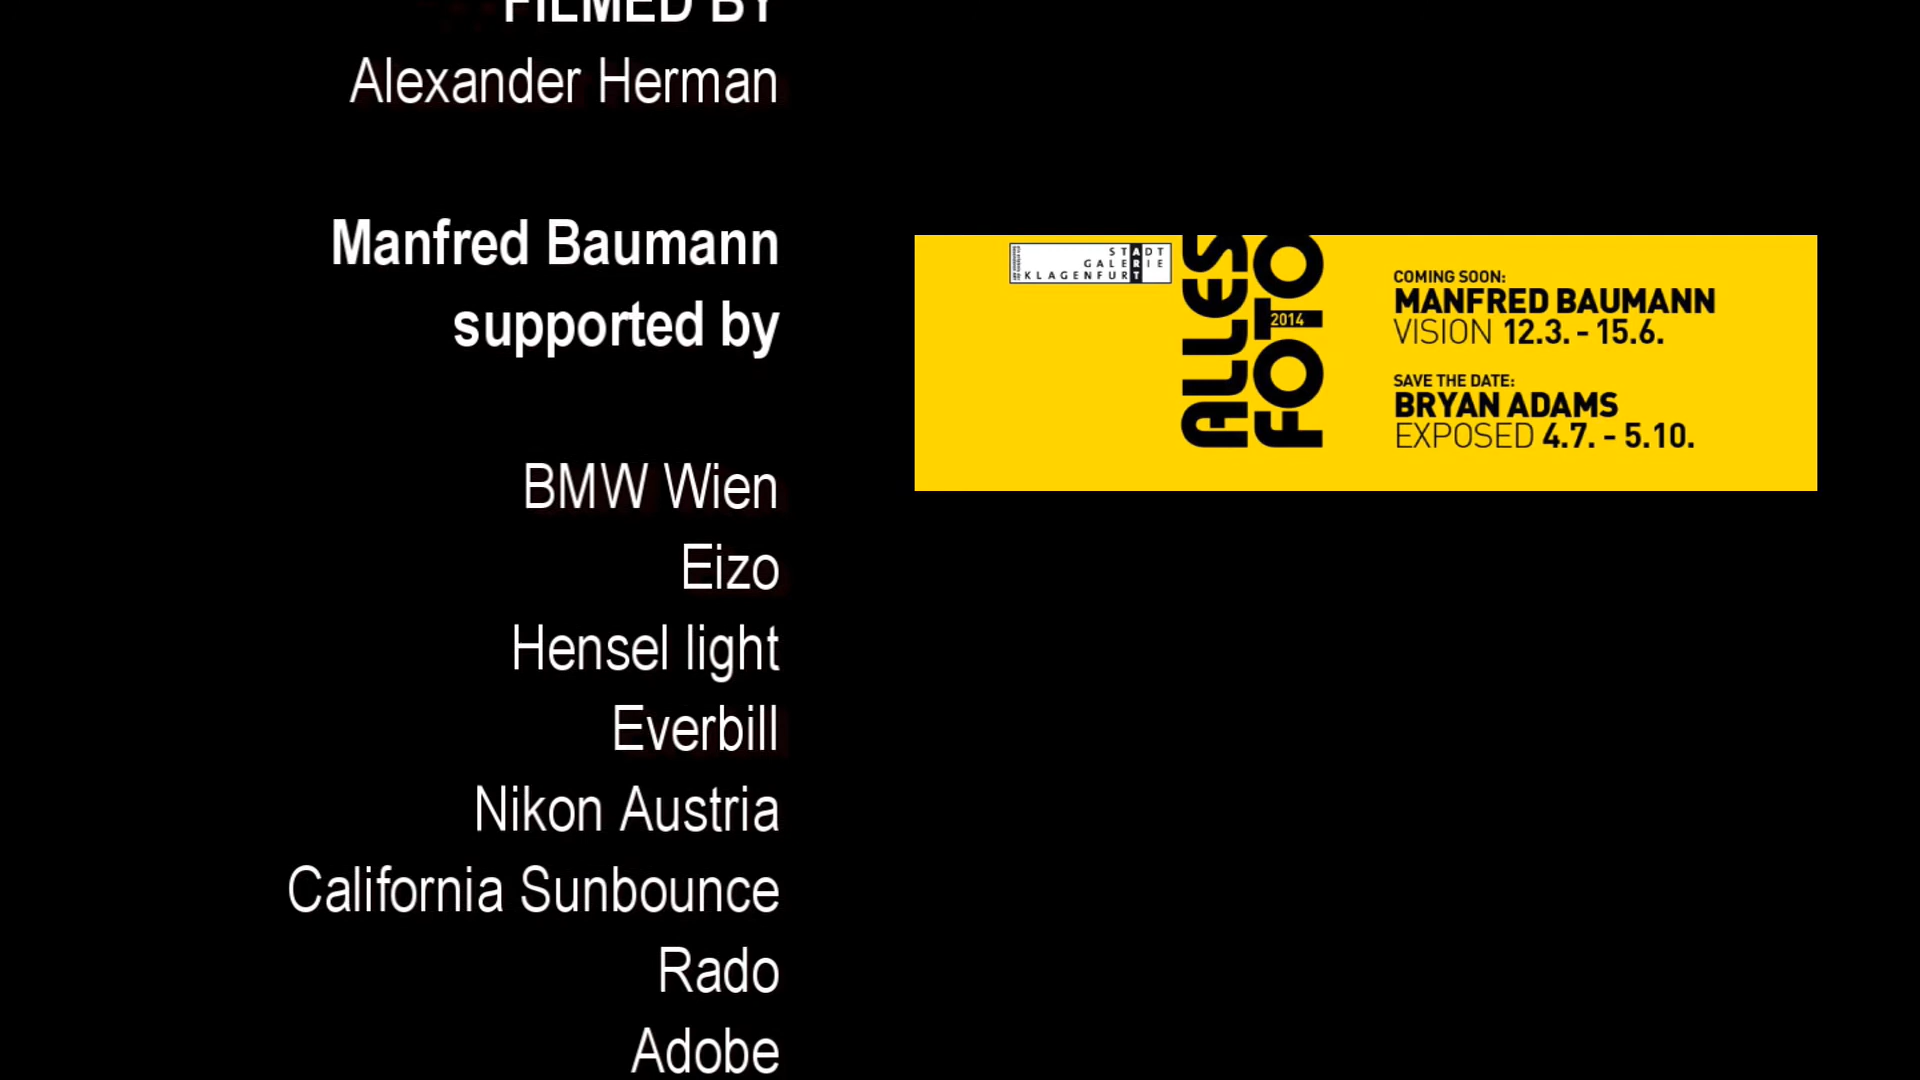 FILMED BY
Alexander Herman
Manfred Baumann
supported by
BMW Wien
Eizo
Hensel light
Everbill
Nikon Austria
California Sunbounce
Rado
Adobe
STADT
GALERIE
KLAGENFURT
ALLES
FOTO
2014
COMING SOON:
MANFRED BAUMANN
VISION 12.3. - 15.6.
SAVE THE DATE:
BRYAN ADAMS
EXPOSED 4.7. - 5.10.